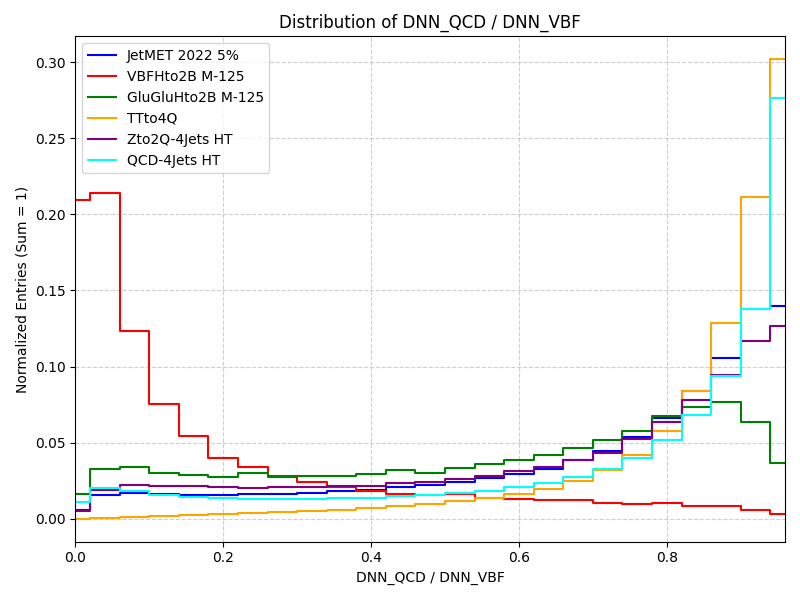 Distribution of DNN_QCD / DNN_VBF
JetMET 2022 5%
VBFHto2B M-125
GluGluHto2B M-125
TTto4Q
Zto2Q-4Jets HT
QCD-4Jets HT
Normalized Entries (Sum = 1)
0.30
0.25
0.20
0.15
0.10
0.05
0.00
0.0 0.2 0.4 0.6 0.8
DNN_QCD / DNN_VBF